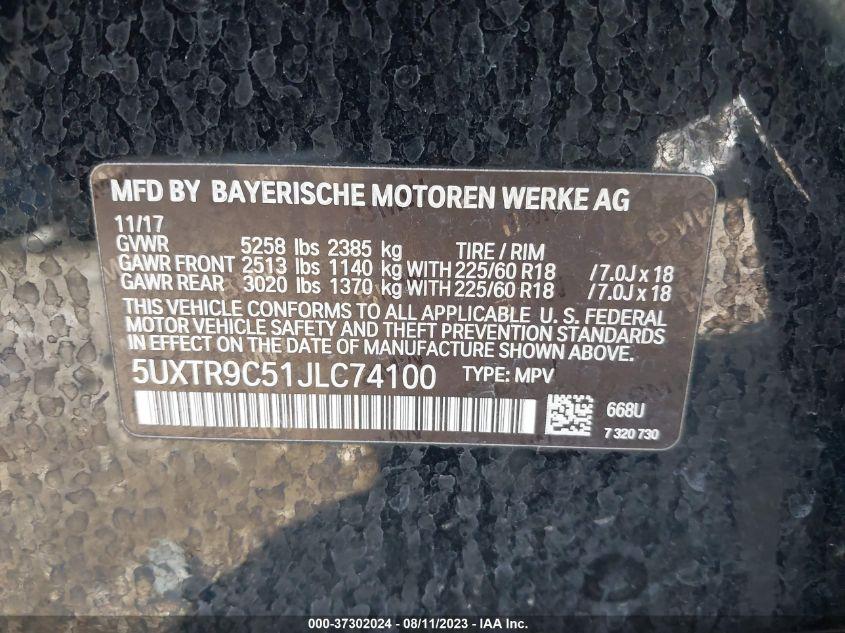 MFD BY BAYERISCHE MOTOREN WERKE AG
11/17
GVWR 5258 lbs 2385 kg TIRE / RIM
GAWR FRONT 2513 lbs 1140 kg WITH 225/60 R18 /7.0J x 18
GAWR REAR 3020 lbs 1370 kg WITH 225/60 R18 /7.0J x 18
THIS VEHICLE CONFORMS TO ALL APPLICABLE U. S. FEDERAL
MOTOR VEHICLE SAFETY AND THEFT PREVENTION STANDARDS
IN EFFECT ON THE DATE OF MANUFACTURE SHOWN ABOVE.
5UXTR9C51JLC74100 TYPE: MPV
668U
7 320 730
000-37302024 - 08/11/2023 - IAA Inc.